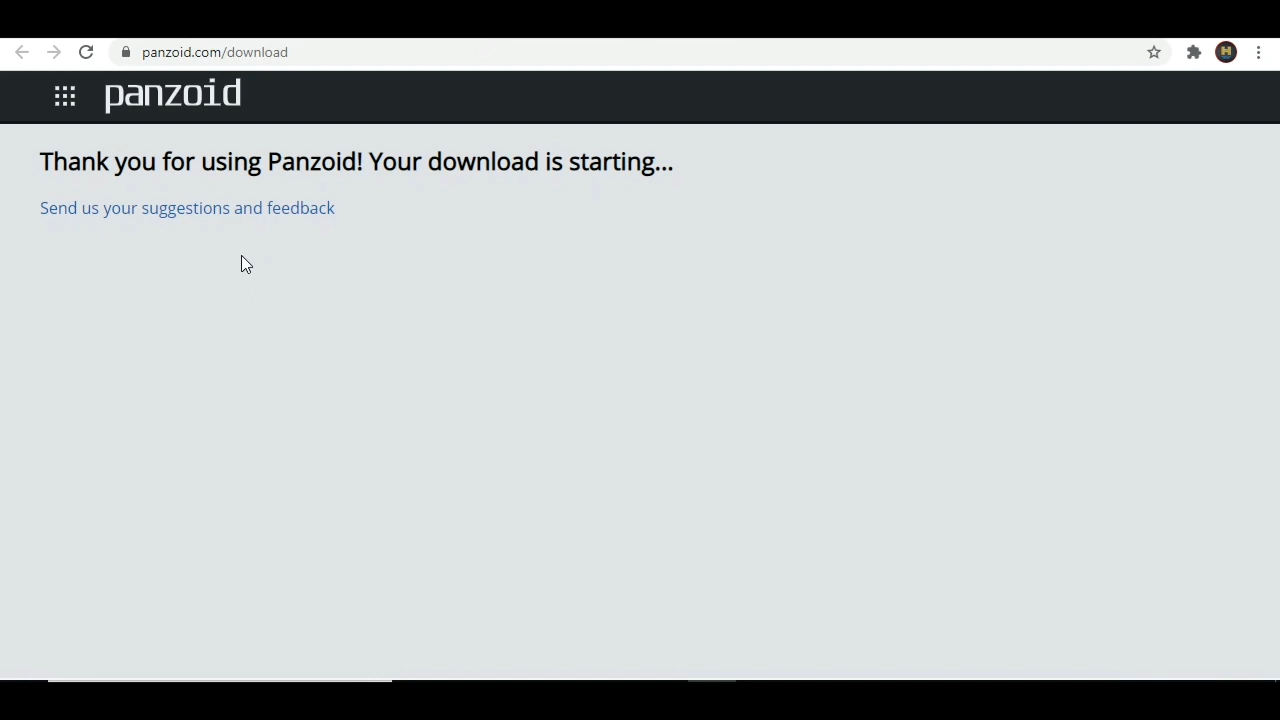 panzoid.com/download
panzoid
Thank you for using Panzoid! Your download is starting...
Send us your suggestions and feedback